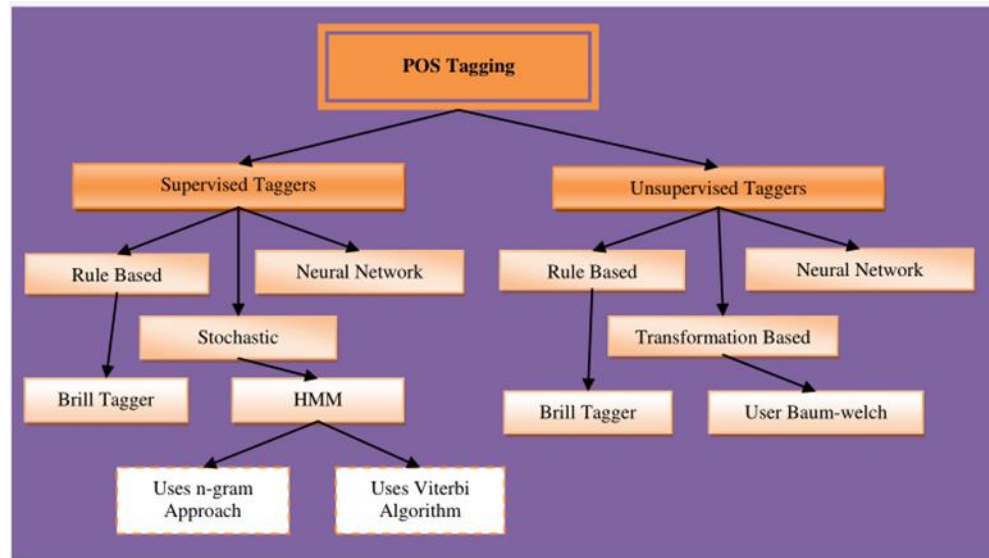 POS Tagging
Supervised Taggers
Unsupervised Taggers
Rule Based
Neural Network
Rule Based
Neural Network
Stochastic
Transformation Based
Brill Tagger
HMM
Brill Tagger
User Baum-welch
Uses n-gram
Approach
Uses Viterbi
Algorithm